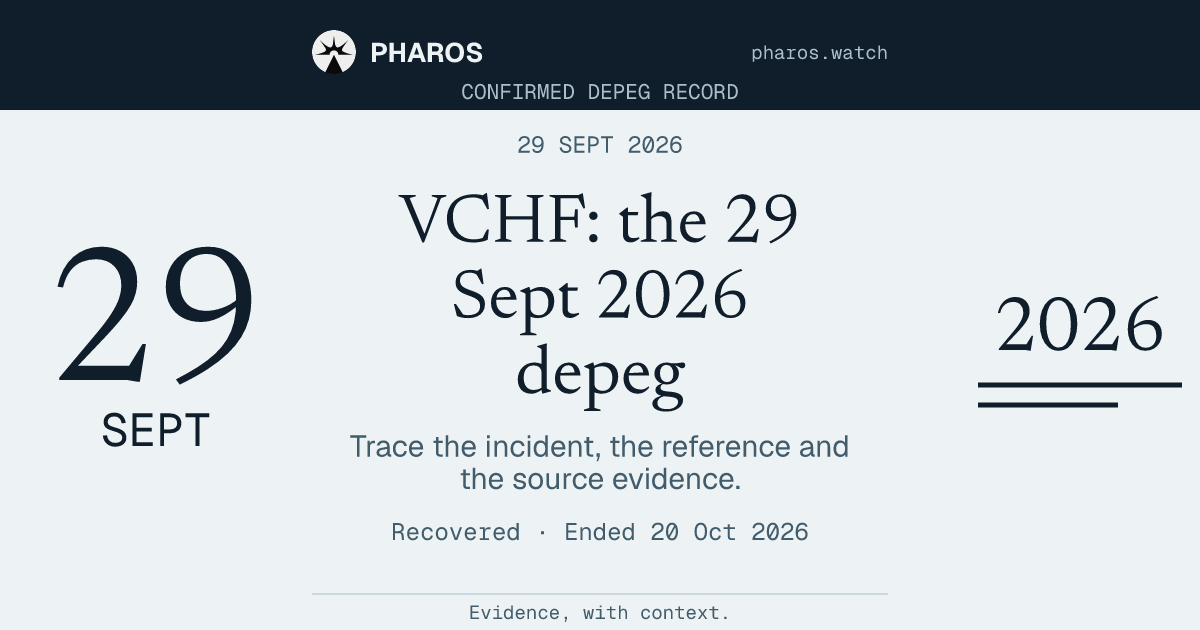 PHAROS
pharos.watch
CONFIRMED DEPEG RECORD
29 SEPT 2026
VCHF: the 29
Sept 2026
depeg
Trace the incident, the reference and
the source evidence.
Recovered · Ended 20 Oct 2026
Evidence, with context.
29
SEPT
2026